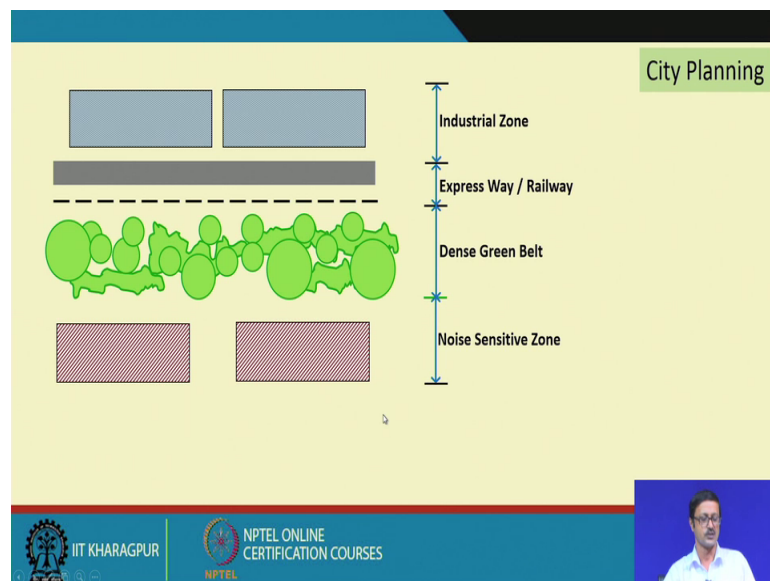 City Planning
Industrial Zone
Express Way / Railway
Dense Green Belt
Noise Sensitive Zone
IIT KHARAGPUR
NPTEL
NPTEL ONLINE
CERTIFICATION COURSES